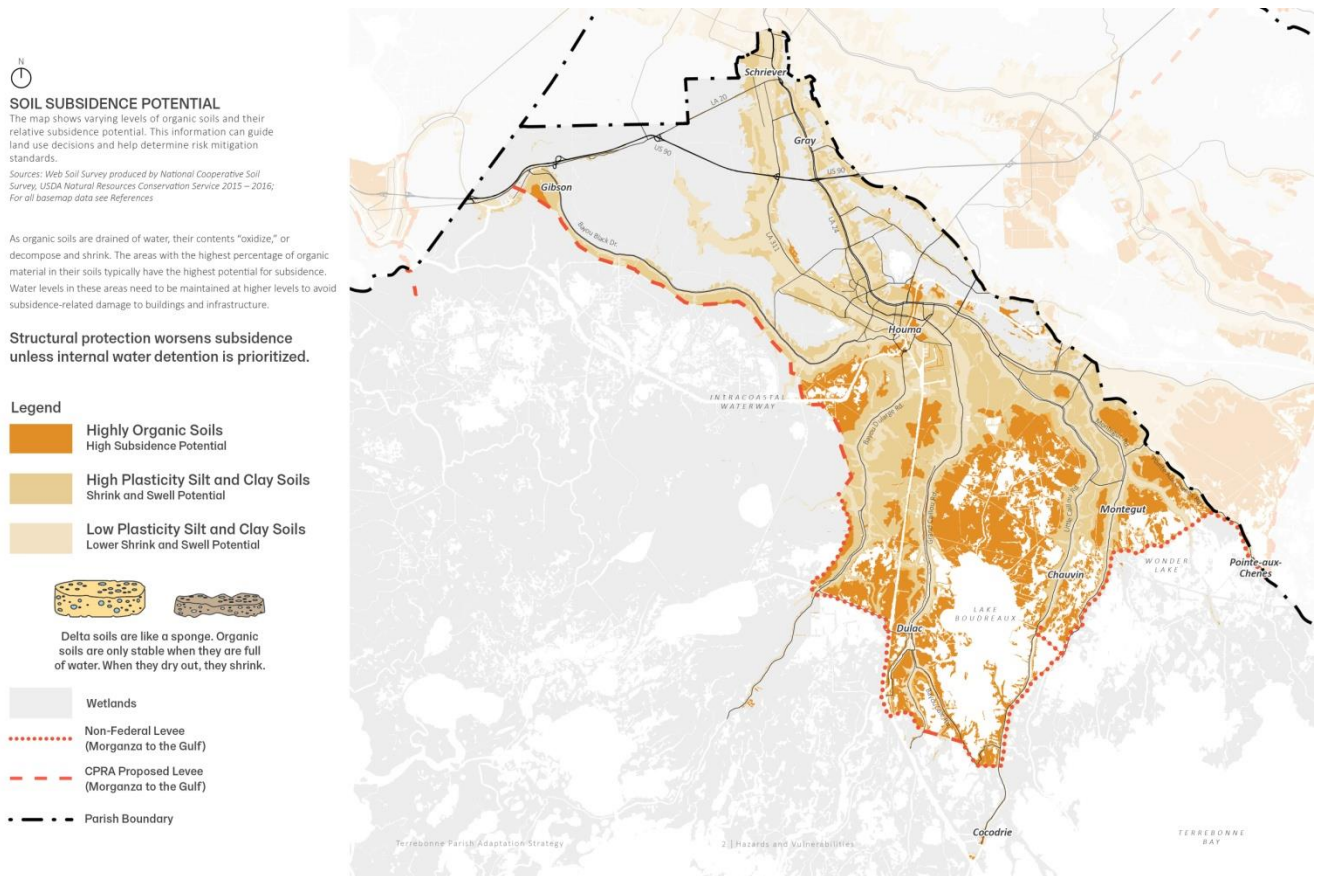 N
SOIL SUBSIDENCE POTENTIAL
The map shows varying levels of organic soils and their
relative subsidence potential. This information can guide
land use decisions and help determine risk mitigation
standards.
Sources: Web Soil Survey produced by National Cooperative Soil
Survey, USDA Natural Resources Conservation Service 2015 – 2016;
For all basemap data see References
As organic soils are drained of water, their contents “oxidize,” or
decompose and shrink. The areas with the highest percentage of organic
material in their soils typically have the highest potential for subsidence.
Water levels in these areas need to be maintained at higher levels to avoid
subsidence-related damage to buildings and infrastructure.
Structural protection worsens subsidence
unless internal water detention is prioritized.
Legend
Highly Organic Soils
High Subsidence Potential
High Plasticity Silt and Clay Soils
Shrink and Swell Potential
Low Plasticity Silt and Clay Soils
Lower Shrink and Swell Potential
Delta soils are like a sponge. Organic
soils are only stable when they are full
of water. When they dry out, they shrink.
Wetlands
Non-Federal Levee
(Morganza to the Gulf)
CPRA Proposed Levee
(Morganza to the Gulf)
Parish Boundary
Schriever
LA 20
Gray
US 90
US 90
Gibson
Bayou Black Dr.
LA 311
LA 24
Houma
INTRACOASTAL
WATERWAY
Montegut
Chauvin
WONDER
LAKE
Pointe-aux-
Chenes
LAKE
BOUDREAUX
Dulac
Cocodrie
TERREBONNE
BAY
Terrebonne Parish Adaptation Strategy
2 | Hazards and Vulnerabilities